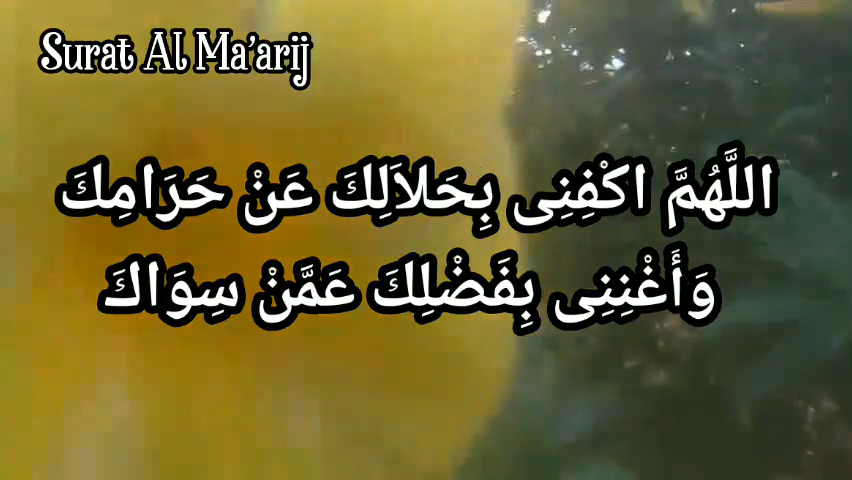 Surat Al Ma'arij
اللَّهُمَّ اكْفِنِى بِحَلاَلِكَ عَنْ حَرَامِكَ
وَأَغْنِنِى بِفَضْلِكَ عَمَّنْ سِوَاكَ